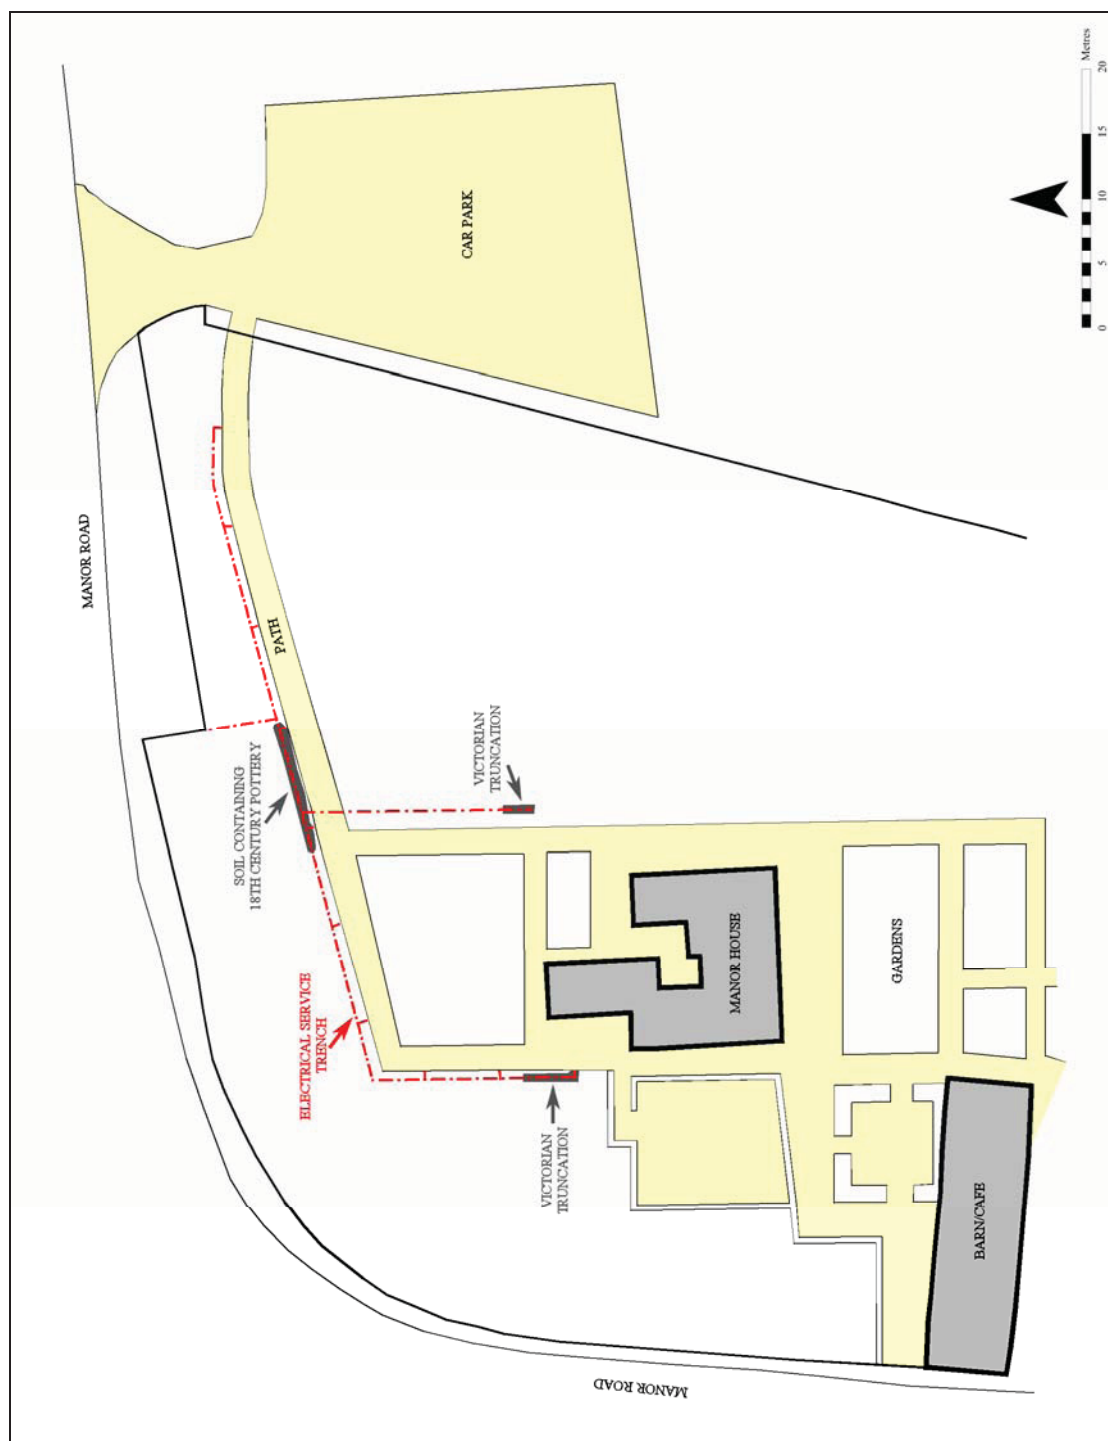 MANOR ROAD
CAR PARK
PATH
SOIL CONTAINING
18TH CENTURY POTTERY
VICTORIAN
TRUNCATION
ELECTRICAL SERVICE
TRENCH
VICTORIAN
TRUNCATION
MANOR HOUSE
GARDENS
BARN/CAFE
MANOR ROAD
0 5 10 15 20
Metres